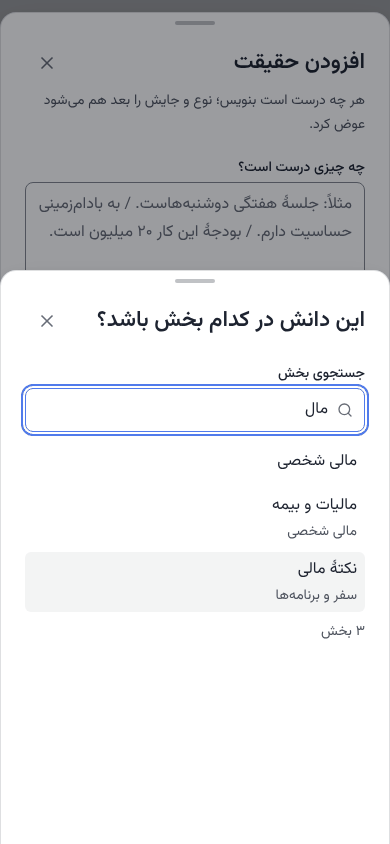 افزودن حقیقت
هر چه درست است بنویس؛ نوع و جایش را بعد هم می‌شود
عوض کرد.
چه چیزی درست است؟
مثلاً: جلسهٔ هفتگی دوشنبه‌هاست. / به بادام‌زمینی
حساسیت دارم. / بودجهٔ این کار ۲۰ میلیون است.
این دانش در کدام بخش باشد؟
جستجوی بخش
مال
مالی شخصی
مالیات و بیمه
مالی شخصی
نکتهٔ مالی
سفر و برنامه‌ها
۳ بخش